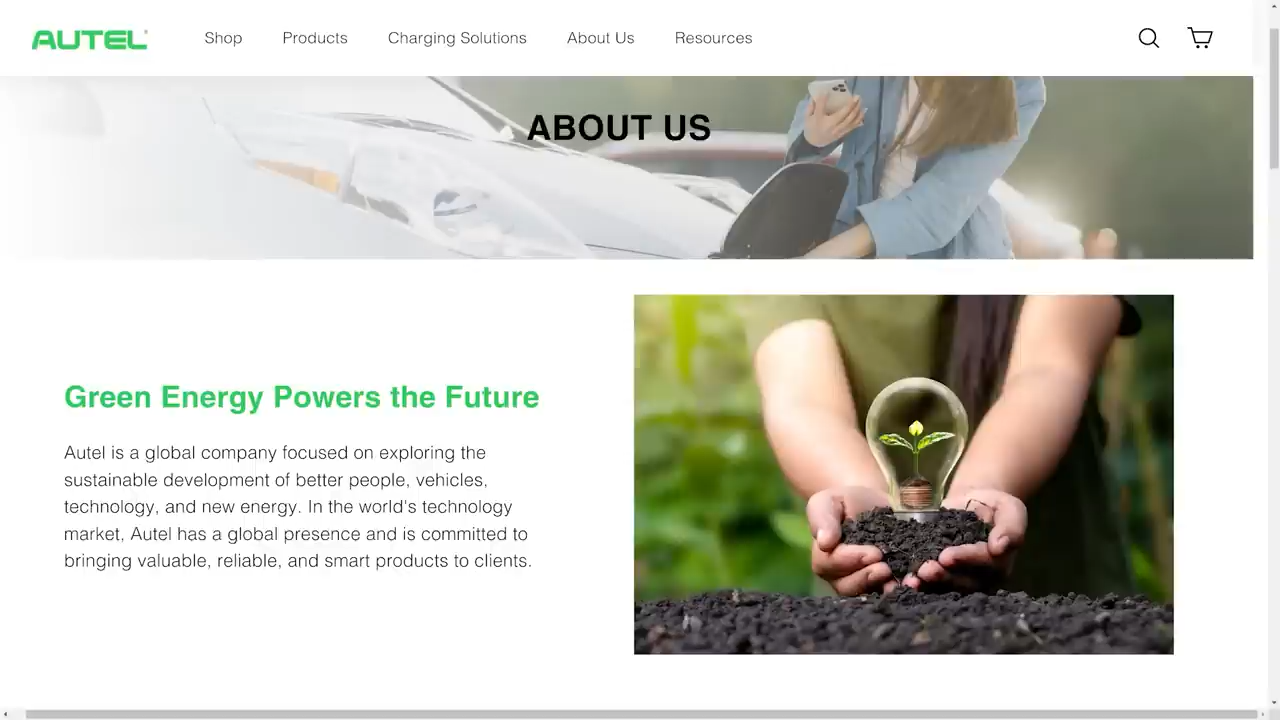 AUTEL
Shop Products Charging Solutions About Us Resources
ABOUT US
Green Energy Powers the Future
Autel is a global company focused on exploring the
sustainable development of better people, vehicles,
technology, and new energy. In the world's technology
market, Autel has a global presence and is committed to
bringing valuable, reliable, and smart products to clients.